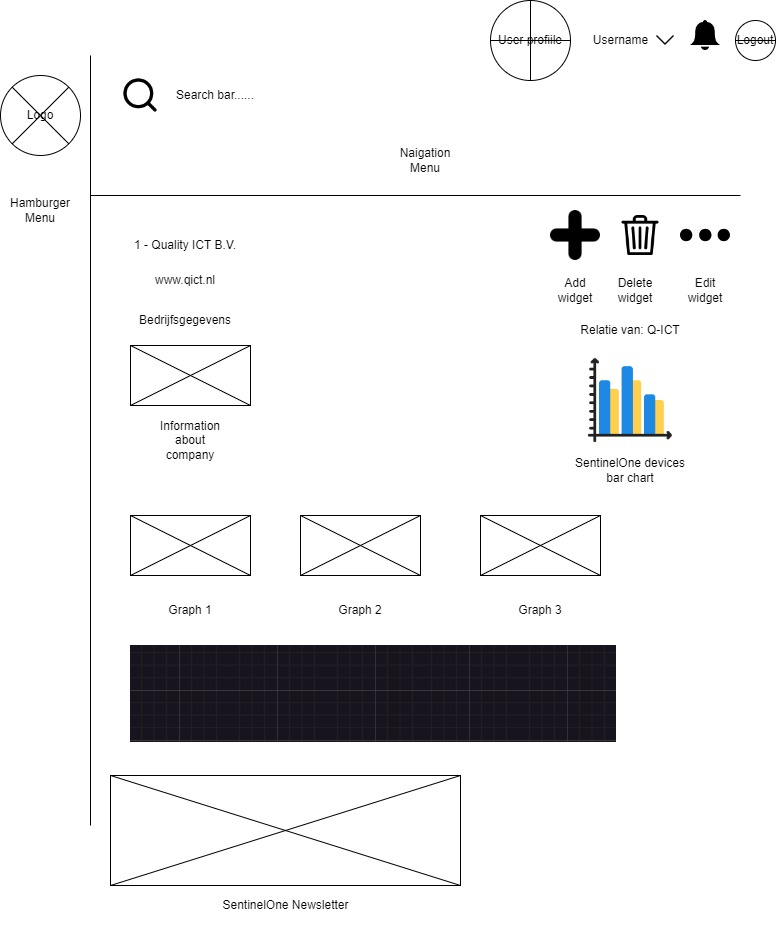 User profiile
Username
Logout
Logo
Search bar......
Naigation
Menu
Hamburger
Menu
1 - Quality ICT B.V.
www.qict.nl
Add
widget
Delete
widget
Edit
widget
Bedrijfsgegevens
Relatie van: Q-ICT
Information
about
company
SentinelOne devices
bar chart
Graph 1
Graph 2
Graph 3
SentinelOne Newsletter